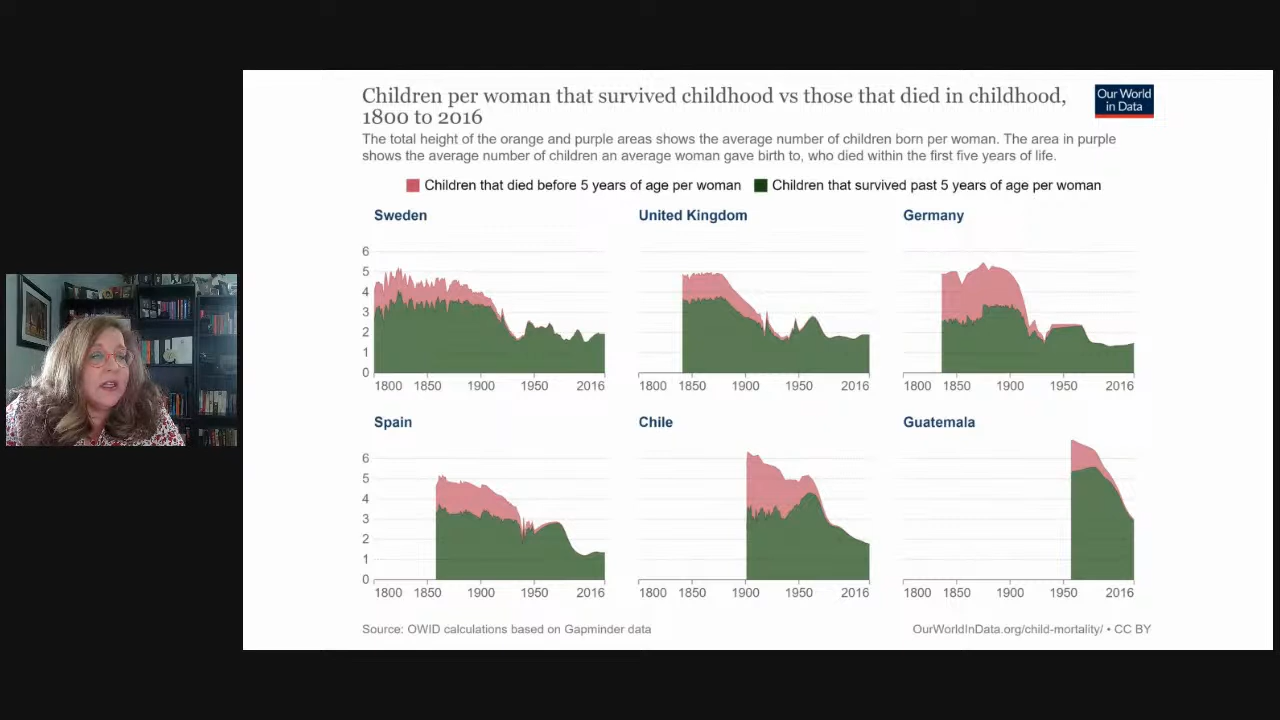 Children per woman that survived childhood vs those that died in childhood,
1800 to 2016
Our World
in Data
The total height of the orange and purple areas shows the average number of children born per woman. The area in purple
shows the average number of children an average woman gave birth to, who died within the first five years of life.
Children that died before 5 years of age per woman
Children that survived past 5 years of age per woman
Sweden
United Kingdom
Germany
6
5
4
3
2
1
0
1800 1850 1900 1950 2016
1800 1850 1900 1950 2016
1800 1850 1900 1950 2016
Spain
Chile
Guatemala
6
5
4
3
2
1
0
1800 1850 1900 1950 2016
1800 1850 1900 1950 2016
1800 1850 1900 1950 2016
Source: OWID calculations based on Gapminder data
OurWorldInData.org/child-mortality/ • CC BY